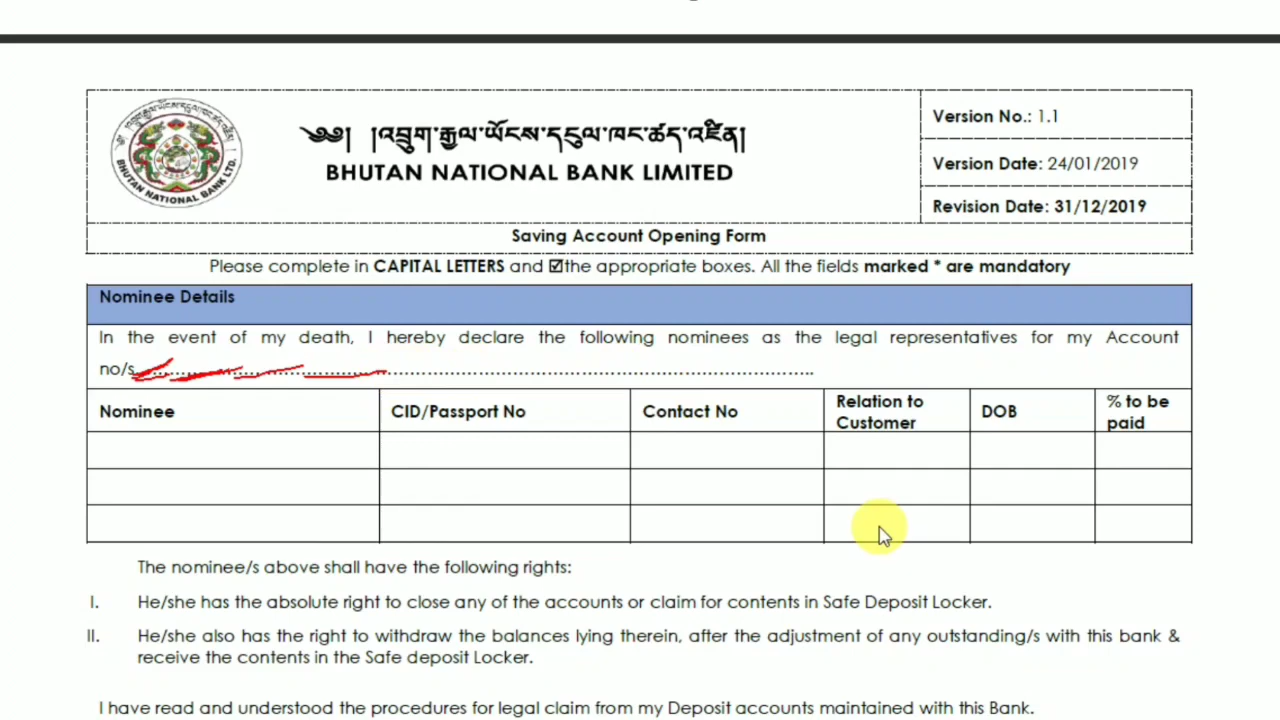 ༄༅། །འབྲུག་རྒྱལ་ཡོངས་དངུལ་ཁང་ཚད་འཛིན།
BHUTAN NATIONAL BANK LIMITED
BHUTAN NATIONAL BANK LTD.
Version No.: 1.1
Version Date: 24/01/2019
Revision Date: 31/12/2019
Saving Account Opening Form
Please complete in CAPITAL LETTERS and ☑the appropriate boxes. All the fields marked * are mandatory
Nominee Details
In the event of my death, I hereby declare the following nominees as the legal representatives for my Account
no/s..............................................................................................................
Nominee
CID/Passport No
Contact No
Relation to
Customer
DOB
% to be
paid
The nominee/s above shall have the following rights:
I. He/she has the absolute right to close any of the accounts or claim for contents in Safe Deposit Locker.
II. He/she also has the right to withdraw the balances lying therein, after the adjustment of any outstanding/s with this bank &
receive the contents in the Safe deposit Locker.
I have read and understood the procedures for legal claim from my Deposit accounts maintained with this Bank.